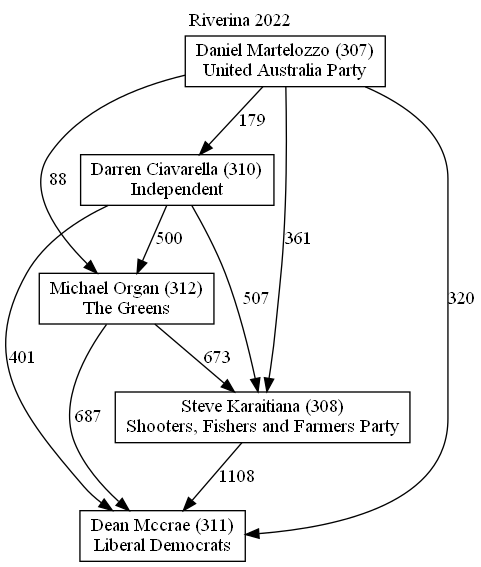 Riverina 2022
Daniel Martelozzo (307)
United Australia Party
179
Darren Ciavarella (310)
Independent
88
500
361
Michael Organ (312)
The Greens
507
320
401
673
687
Steve Karaitiana (308)
Shooters, Fishers and Farmers Party
1108
Dean Mccrae (311)
Liberal Democrats